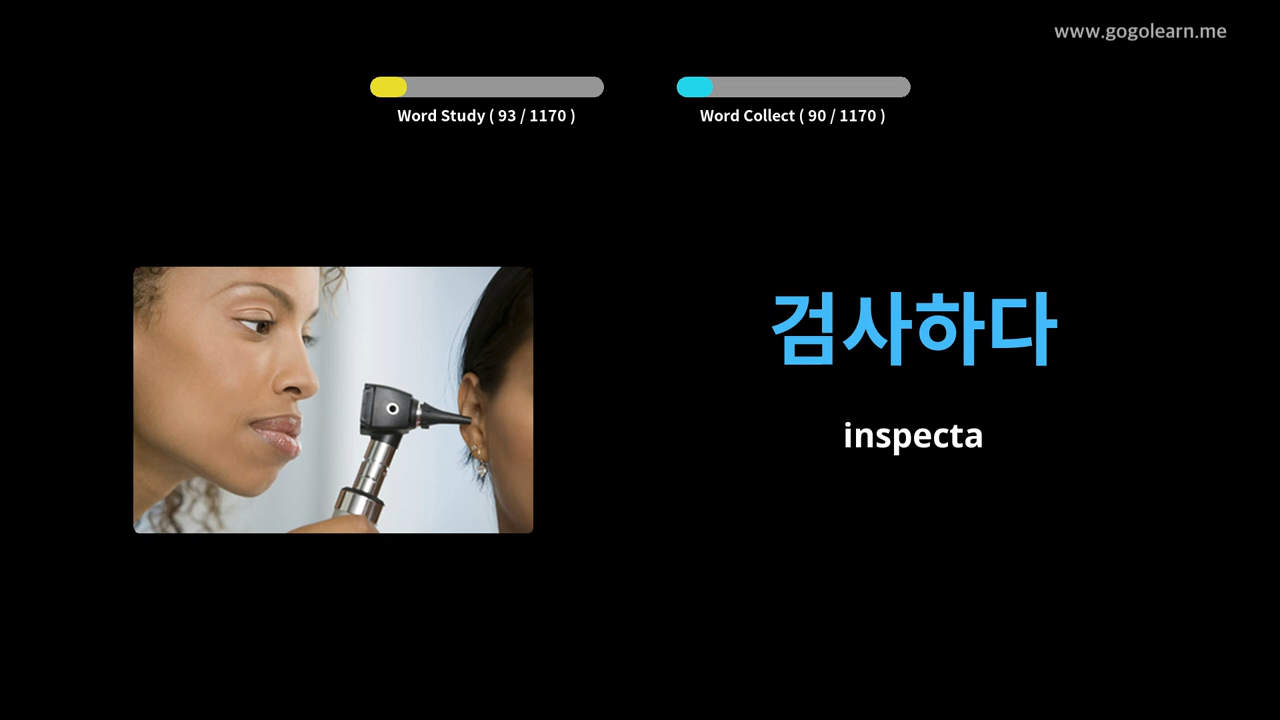 www.gogolearn.me
Word Study ( 93 / 1170 )
Word Collect ( 90 / 1170 )
검사하다
inspecta